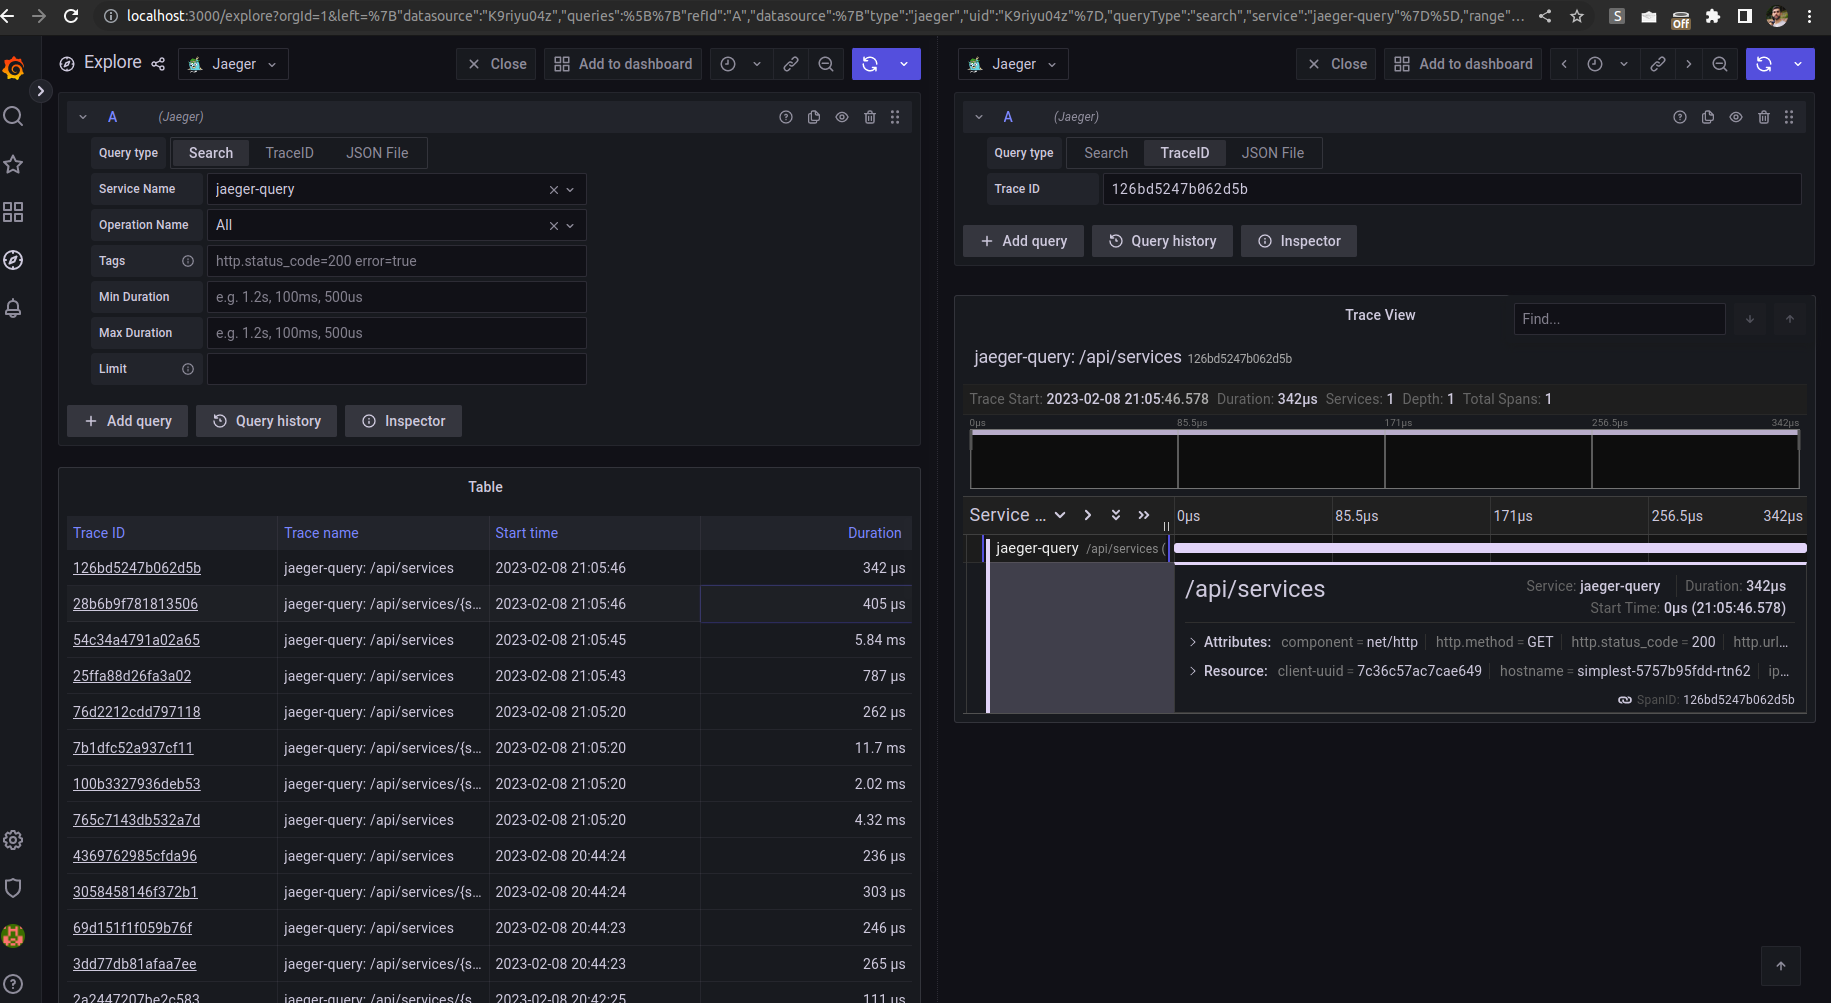 localhost:3000/explore?orgId=1&left=%7B"datasource":"K9riyu04z","queries":%5B%7B"refId":"A","datasource":%7B"type":"jaeger","uid":"K9riyu04z"%7D,"queryType":"search","service":"jaeger-query"%7D%5D,"range"...
S
Off
Explore
Jaeger
Close
Add to dashboard
A
(Jaeger)
Query type
Search
TraceID
JSON File
Service Name
jaeger-query
Operation Name
All
Tags
http.status_code=200 error=true
Min Duration
e.g. 1.2s, 100ms, 500us
Max Duration
e.g. 1.2s, 100ms, 500us
Limit
+ Add query
Query history
Inspector
Table
Trace ID Trace name Start time Duration
126bd5247b062d5b jaeger-query: /api/services 2023-02-08 21:05:46 342 µs
28b6b9f781813506 jaeger-query: /api/services/{s... 2023-02-08 21:05:46 405 µs
54c34a4791a02a65 jaeger-query: /api/services 2023-02-08 21:05:45 5.84 ms
25ffa88d26fa3a02 jaeger-query: /api/services 2023-02-08 21:05:43 787 µs
76d2212cdd797118 jaeger-query: /api/services 2023-02-08 21:05:20 262 µs
7b1dfc52a937cf11 jaeger-query: /api/services/{s... 2023-02-08 21:05:20 11.7 ms
100b3327936deb53 jaeger-query: /api/services/{s... 2023-02-08 21:05:20 2.02 ms
765c7143db532a7d jaeger-query: /api/services 2023-02-08 21:05:20 4.32 ms
4369762985cfda96 jaeger-query: /api/services 2023-02-08 20:44:24 236 µs
3058458146f372b1 jaeger-query: /api/services/{s... 2023-02-08 20:44:24 303 µs
69d151f1f059b76f jaeger-query: /api/services 2023-02-08 20:44:23 246 µs
3dd77db81afaa7ee jaeger-query: /api/services/{s... 2023-02-08 20:44:23 265 µs
2a2447207be2c583 jaeger-query: /api/services/{s 2023-02-08 20:42:25 111 µs
Jaeger
Close
Add to dashboard
A
(Jaeger)
Query type
Search
TraceID
JSON File
Trace ID
126bd5247b062d5b
+ Add query
Query history
Inspector
Trace View
Find...
jaeger-query: /api/services 126bd5247b062d5b
Trace Start: 2023-02-08 21:05:46.578 Duration: 342µs Services: 1 Depth: 1 Total Spans: 1
0µs 85.5µs 171µs 256.5µs 342µs
Service ... 0µs 85.5µs 171µs 256.5µs 342µs
jaeger-query /api/services (
/api/services
Service: jaeger-query Duration: 342µs
Start Time: 0µs (21:05:46.578)
Attributes: component = net/http http.method = GET http.status_code = 200 http.url...
Resource: client-uuid = 7c36c57ac7cae649 hostname = simplest-5757b95fdd-rtn62 ip...
SpanID: 126bd5247b062d5b